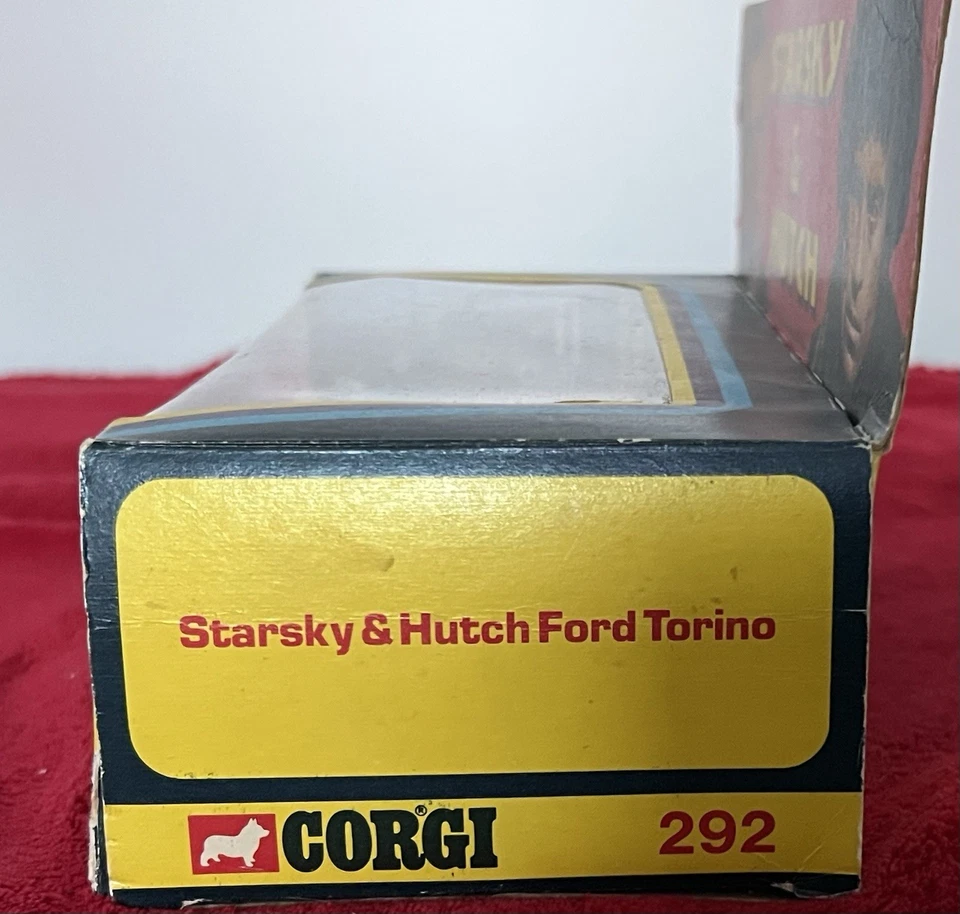 STARSKY
&
HUTCH
Starsky & Hutch Ford Torino
CORGI®
292